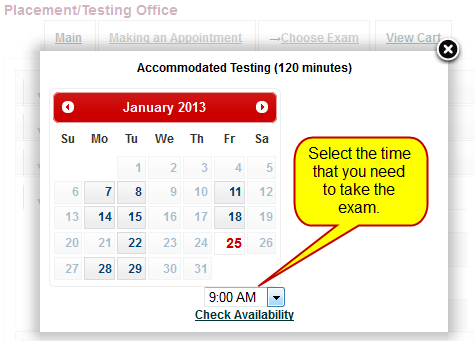 Placement/Testing Office
Main Making an Appointment →Choose Exam View Cart
Accommodated Testing (120 minutes)
January 2013
Su Mo Tu We Th Fr Sa
1 2 3 4 5
6 7 8 9 10 11 12
13 14 15 16 17 18 19
20 21 22 23 24 25 26
27 28 29 30 31
Select the time
that you need
to take the
exam.
9:00 AM
Check Availability